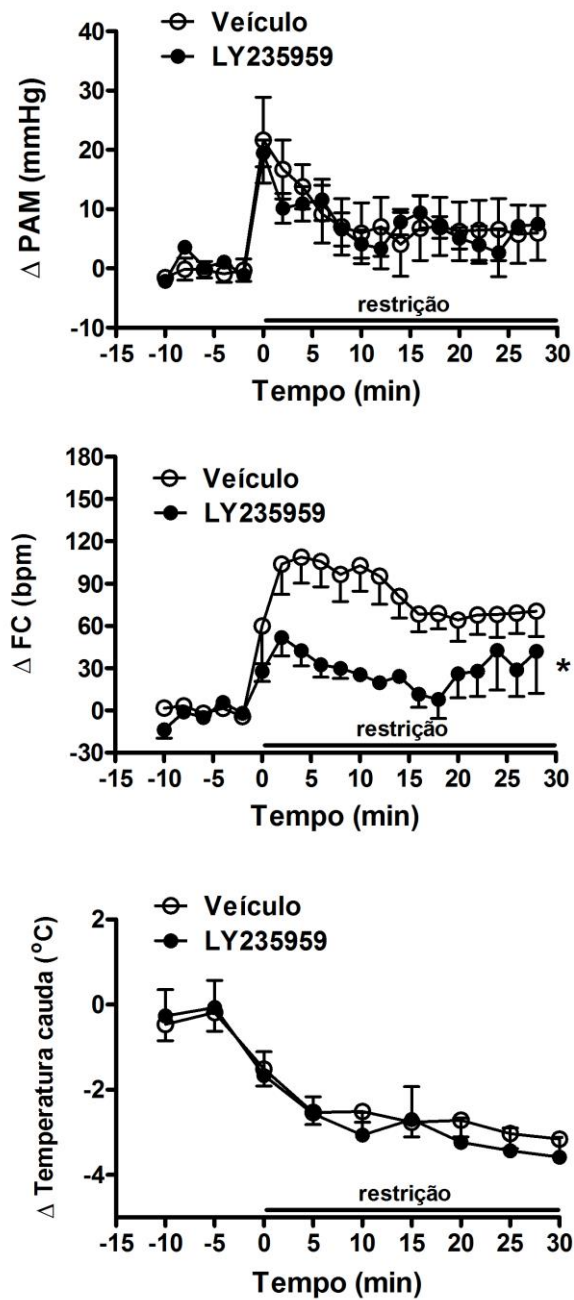 Veículo
LY235959
Δ PAM (mmHg)
40
30
20
10
0
-10
restrição
-15 -10 -5 0 5 10 15 20 25 30
Tempo (min)
Veículo
LY235959
Δ FC (bpm)
180
150
120
90
60
30
0
-30
*
restrição
-15 -10 -5 0 5 10 15 20 25 30
Tempo (min)
Veículo
LY235959
Δ Temperatura cauda (°C)
2
0
-2
-4
restrição
-15 -10 -5 0 5 10 15 20 25 30
Tempo (min)